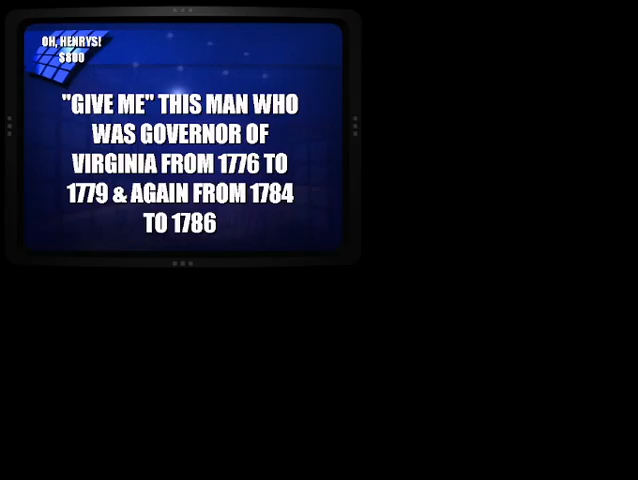 OH, HENRYS!
$800
"GIVE ME" THIS MAN WHO
WAS GOVERNOR OF
VIRGINIA FROM 1776 TO
1779 & AGAIN FROM 1784
TO 1786